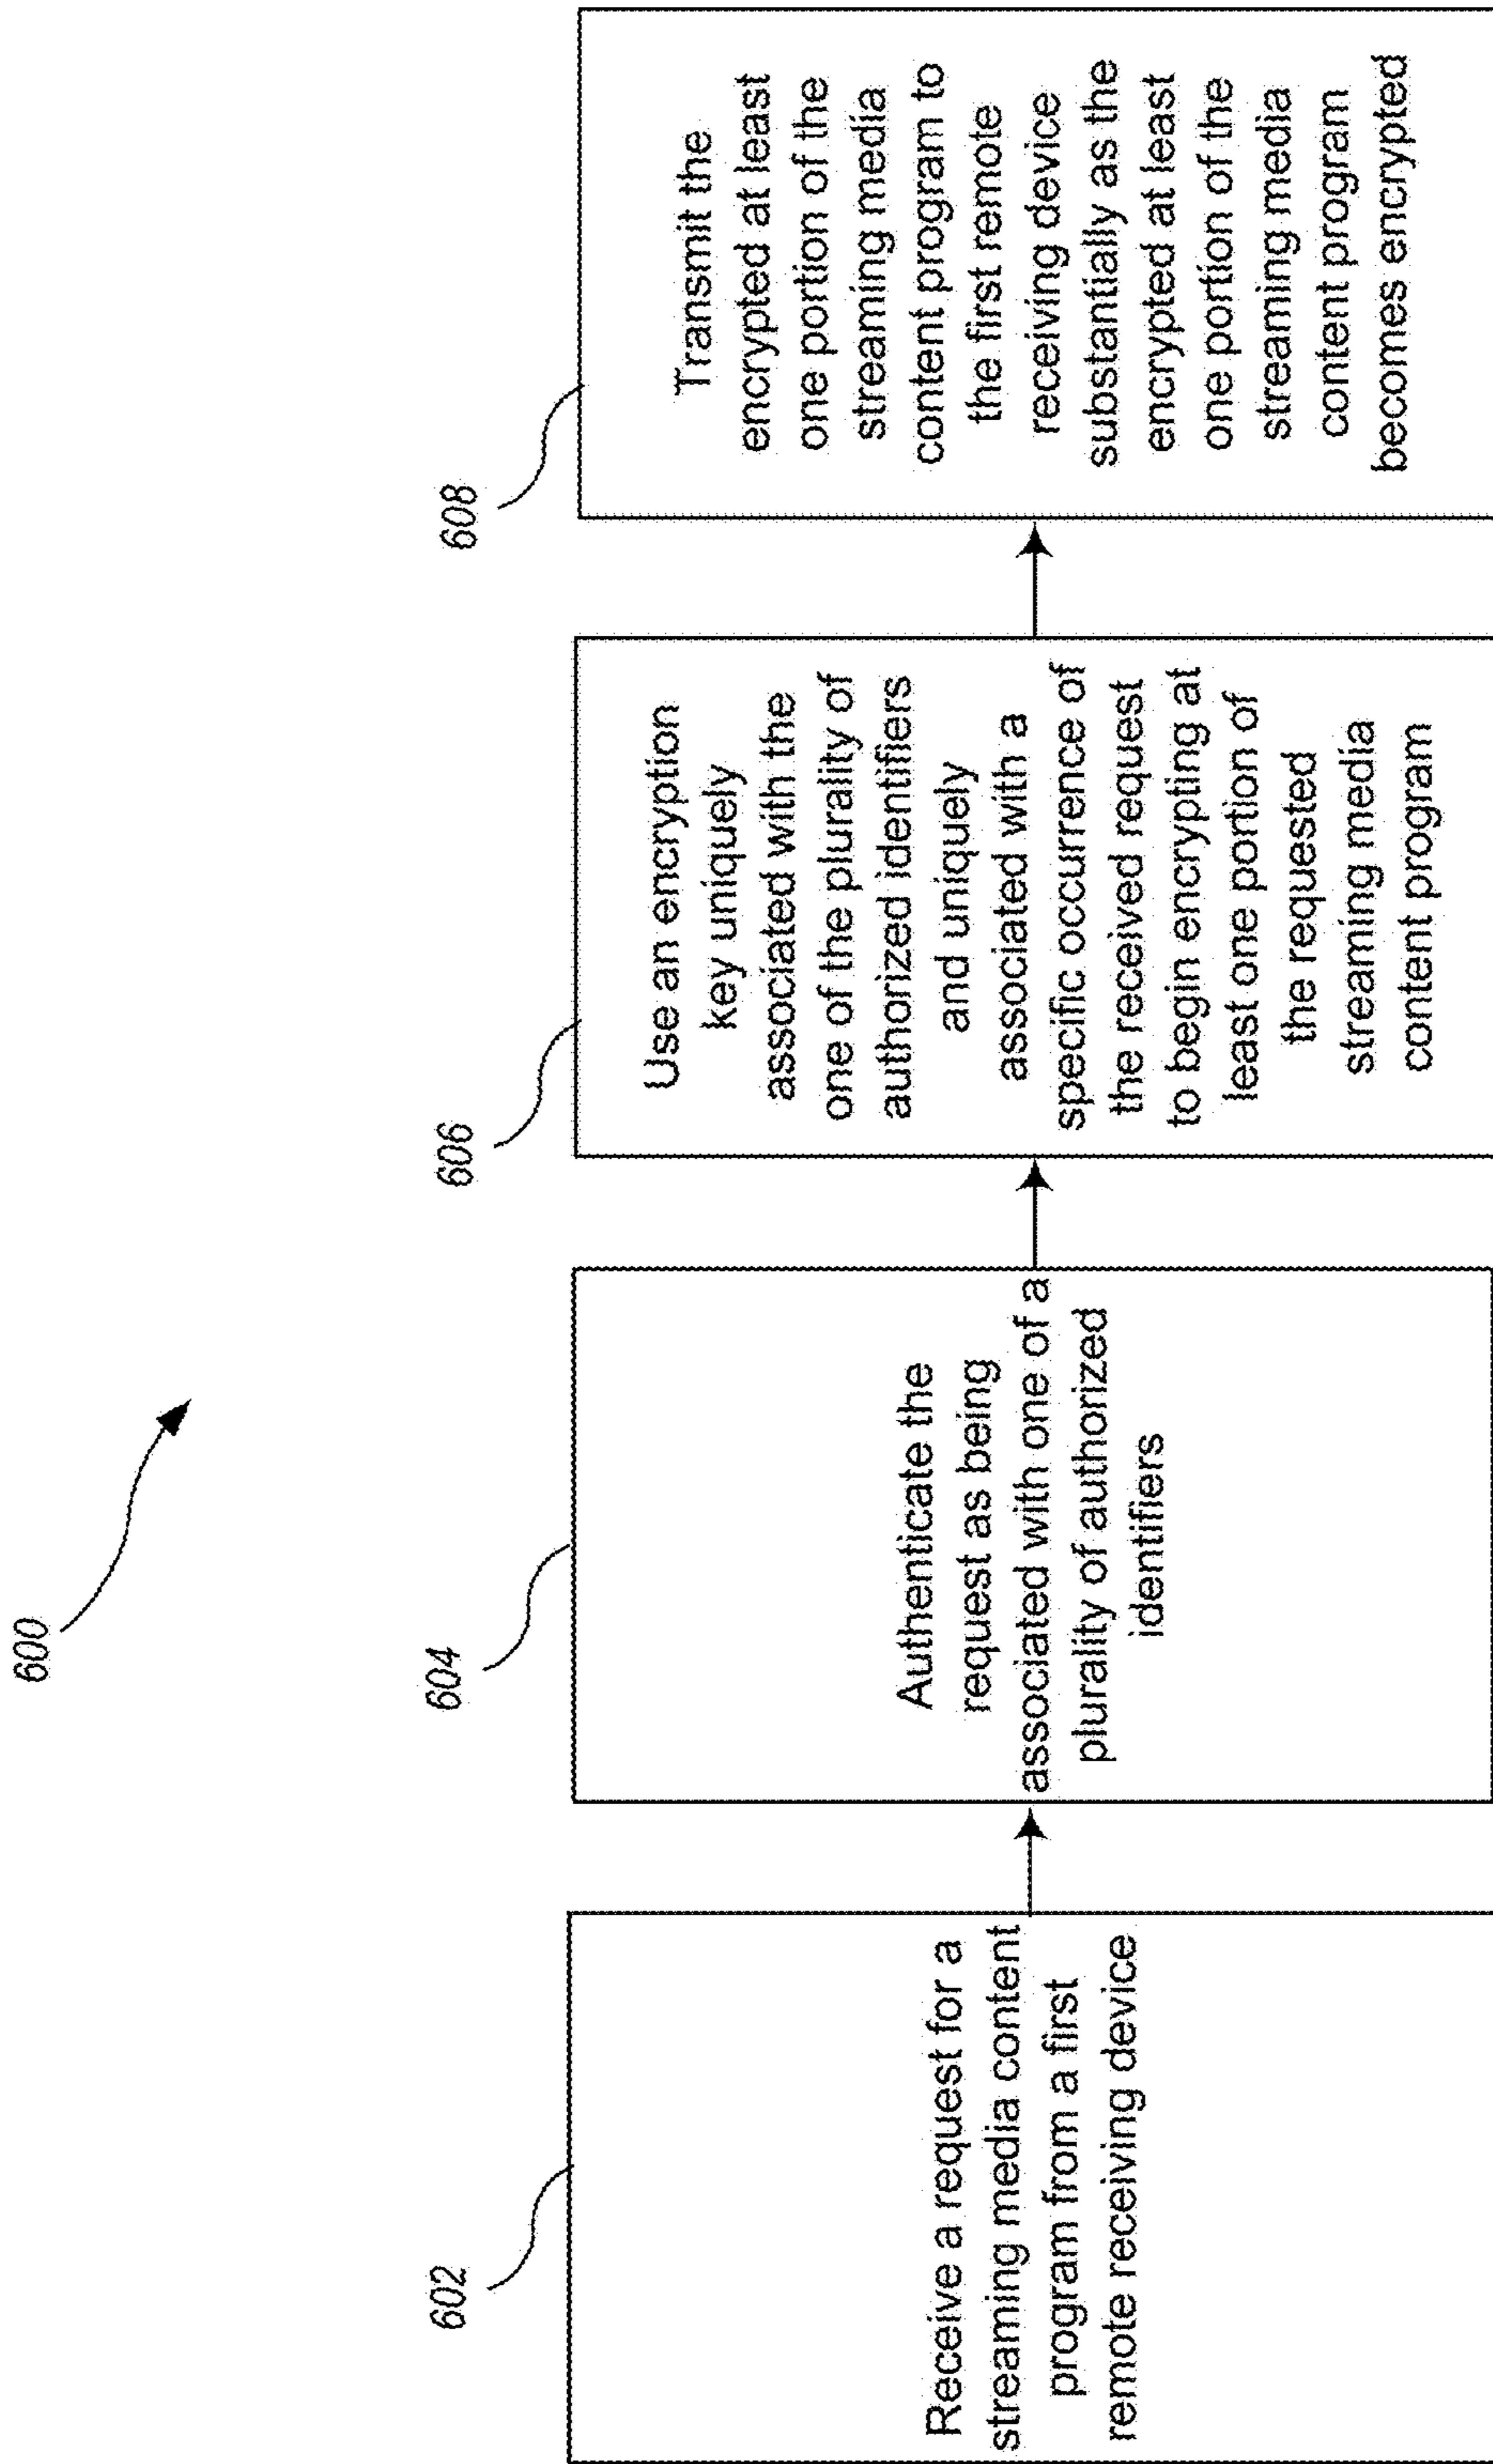 600
602
Receive a request for a
streaming media content
program from a first
remote receiving device
604
Authenticate the
request as being
associated with one of a
plurality of authorized
identifiers
606
Use an encryption
key uniquely
associated with the
one of the plurality of
authorized identifiers
and uniquely
associated with a
specific occurrence of
the received request
to begin encrypting at
least one portion of
the requested
streaming media
content program
608
Transmit the
encrypted at least
one portion of the
streaming media
content program to
the first remote
receiving device
substantially as the
encrypted at least
one portion of the
streaming media
content program
becomes encrypted